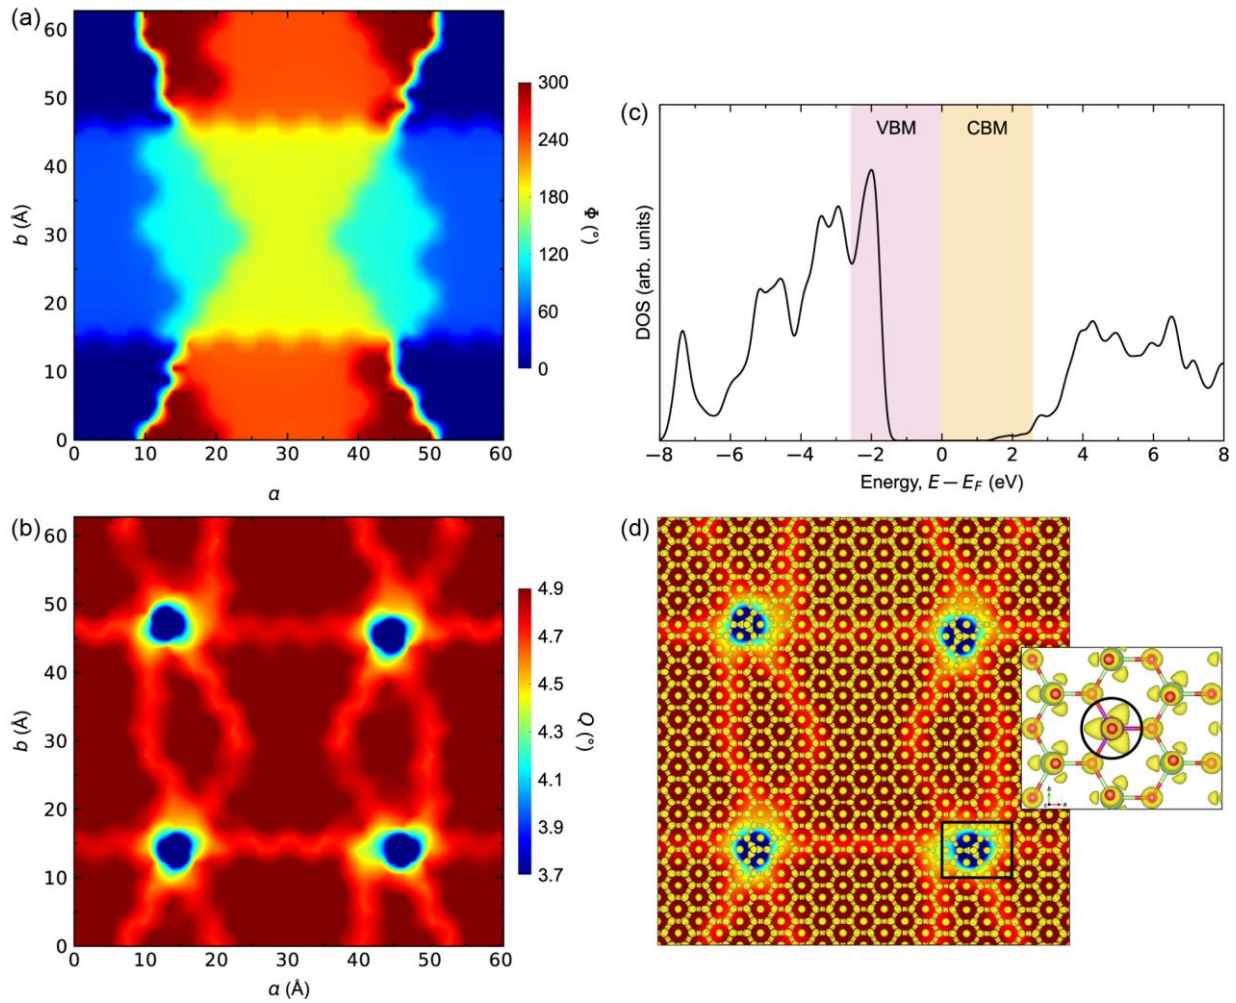 (a)
60
50
40
30
20
10
0
b (Å)
0 10 20 30 40 50 60
a
300
240
180
120
60
0
Φ (°)
(c)
VBM CBM
DOS (arb. units)
−8 −6 −4 −2 0 2 4 6 8
Energy, E − E_F (eV)
(b)
60
50
40
30
20
10
0
b (Å)
0 10 20 30 40 50 60
a (Å)
4.9
4.7
4.5
4.3
4.1
3.9
3.7
Q (°)
(d)
b
c a